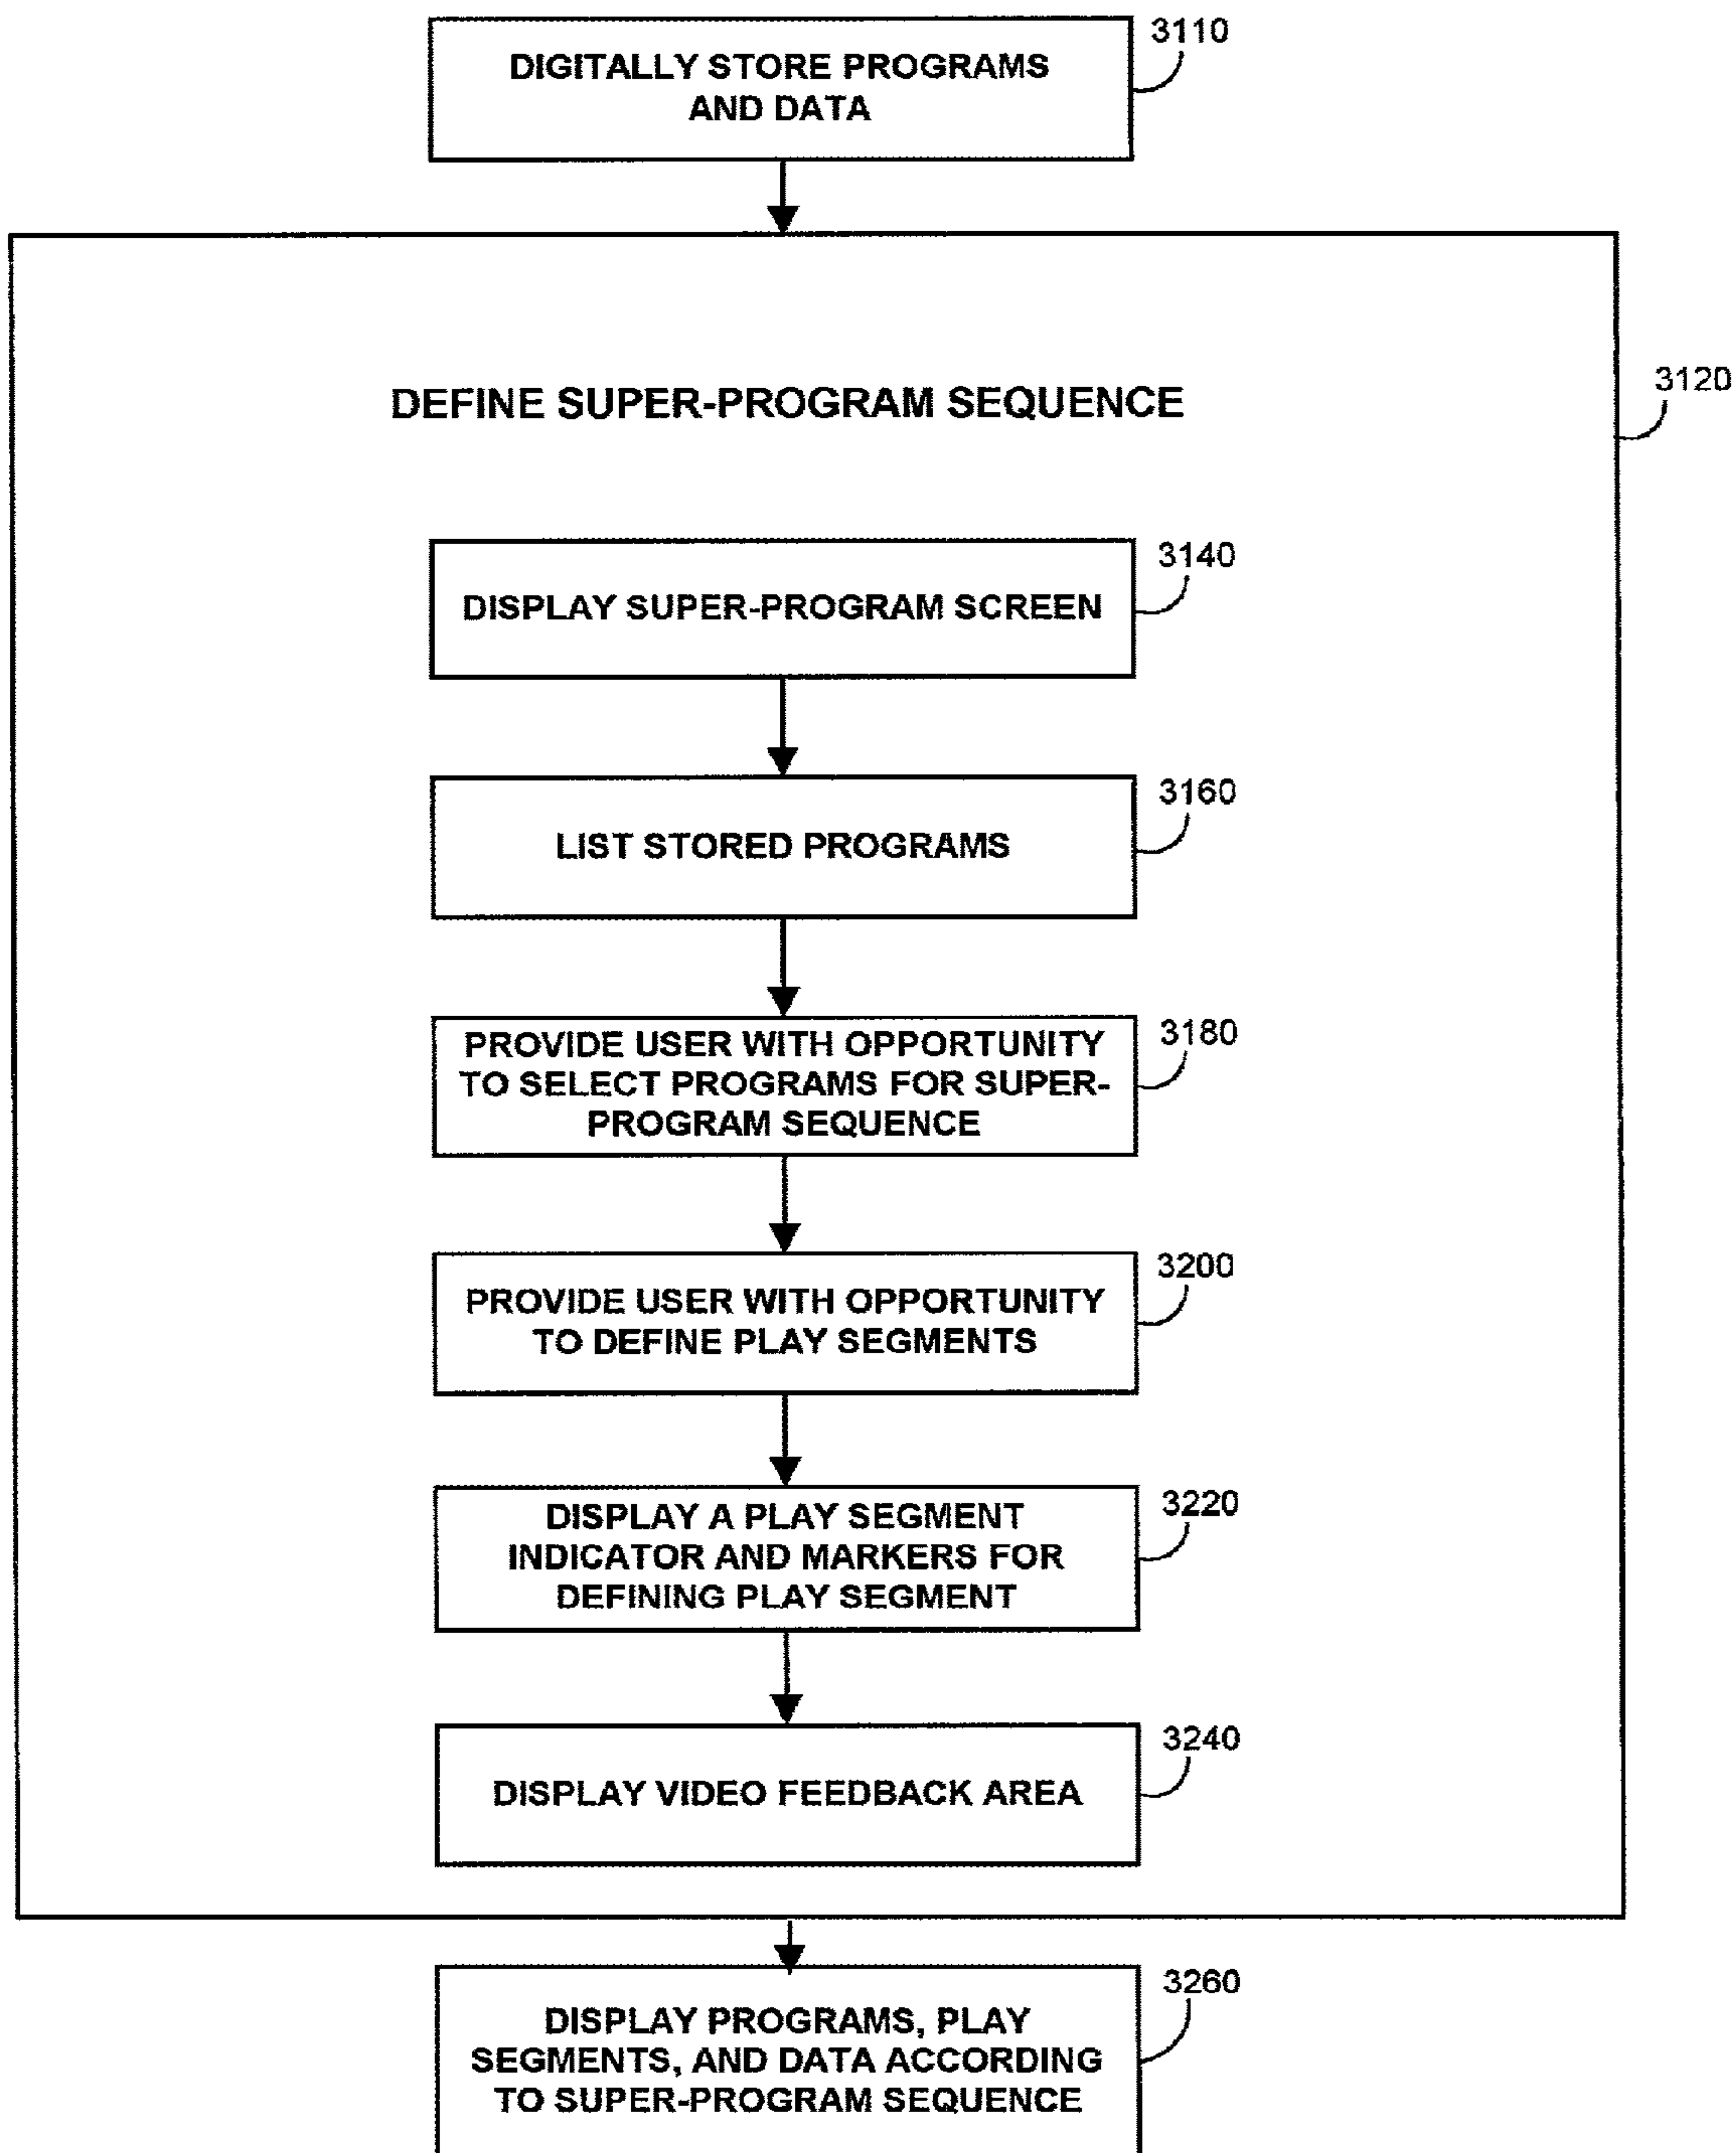 3110
DIGITALLY STORE PROGRAMS
AND DATA
3120
DEFINE SUPER-PROGRAM SEQUENCE
3140
DISPLAY SUPER-PROGRAM SCREEN
3160
LIST STORED PROGRAMS
3180
PROVIDE USER WITH OPPORTUNITY
TO SELECT PROGRAMS FOR SUPER-
PROGRAM SEQUENCE
3200
PROVIDE USER WITH OPPORTUNITY
TO DEFINE PLAY SEGMENTS
3220
DISPLAY A PLAY SEGMENT
INDICATOR AND MARKERS FOR
DEFINING PLAY SEGMENT
3240
DISPLAY VIDEO FEEDBACK AREA
3260
DISPLAY PROGRAMS, PLAY
SEGMENTS, AND DATA ACCORDING
TO SUPER-PROGRAM SEQUENCE